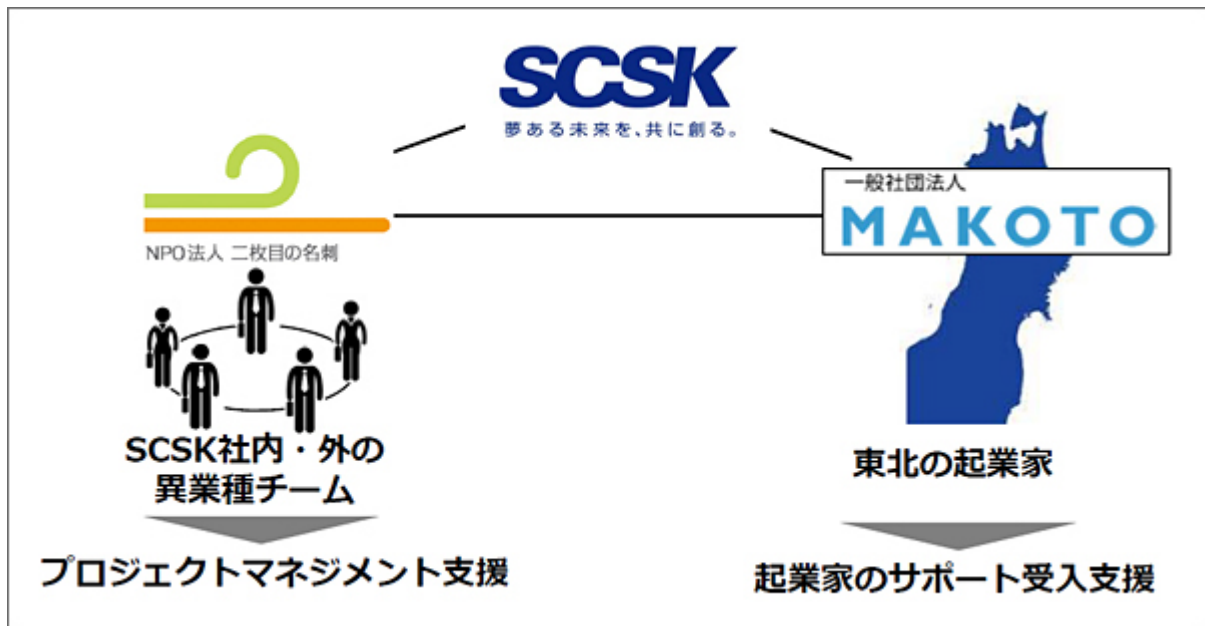 SCSK
夢ある未来を、共に創る。
NPO法人 二枚目の名刺
一般社団法人
MAKOTO
SCSK社内・外の
異業種チーム
プロジェクトマネジメント支援
東北の起業家
起業家のサポート受入支援